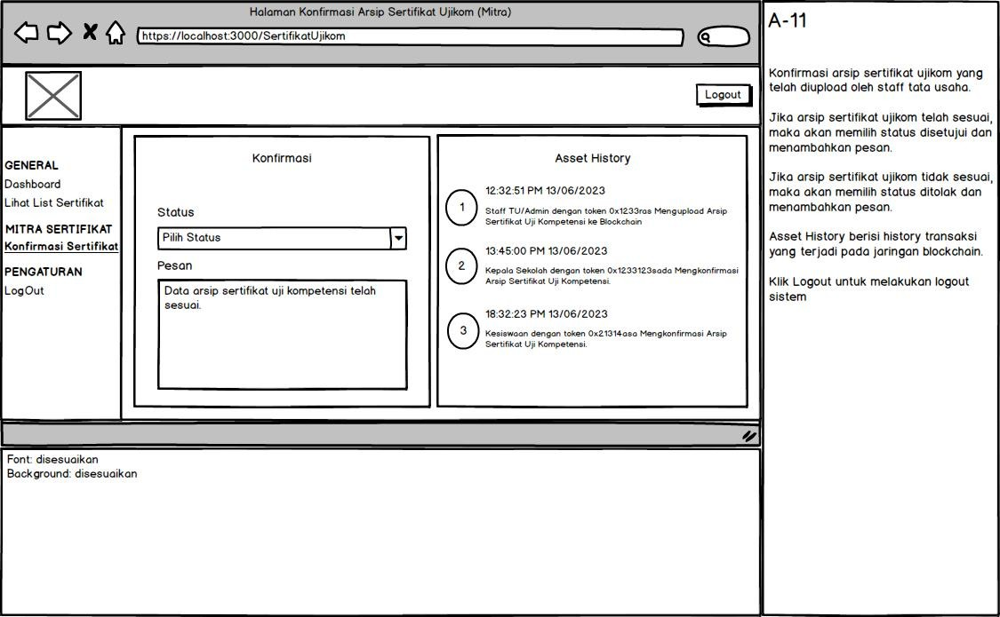 Halaman Konfirmasi Arsip Sertifikat Ujikom (Mitra)
https://localhost:3000/SertifikatUjikom
Logout
GENERAL
Dashboard
Lihat List Sertifikat
MITRA SERTIFIKAT
Konfirmasi Sertifikat
PENGATURAN
LogOut
Konfirmasi
Status
Pilih Status
Pesan
Data arsip sertifikat uji kompetensi telah
sesuai.
Asset History
1
12:32:51 PM 13/06/2023
Staff TU/Admin dengan token 0x1233ras Mengupload Arsip
Sertifikat Uji Kompetensi ke Blockchain
2
13:45:00 PM 13/06/2023
Kepala Sekolah dengan token 0x1233123sada Mengkonfirmasi
Arsip Sertifikat Uji Kompetensi.
3
18:32:23 PM 13/06/2023
Kesiswaan dengan token 0x21314asa Mengkonfirmasi Arsip
Sertifikat Uji Kompetensi.
Font: disesuaikan
Background: disesuaikan
A-11
Konfirmasi arsip sertifikat ujikom yang
telah diupload oleh staff tata usaha.
Jika arsip sertifikat ujikom telah sesuai,
maka akan memilih status disetujui dan
menambahkan pesan.
Jika arsip sertifikat ujikom tidak sesuai,
maka akan memilih status ditolak dan
menambahkan pesan.
Asset History berisi history transaksi
yang terjadi pada jaringan blockchain.
Klik Logout untuk melakukan logout
sistem